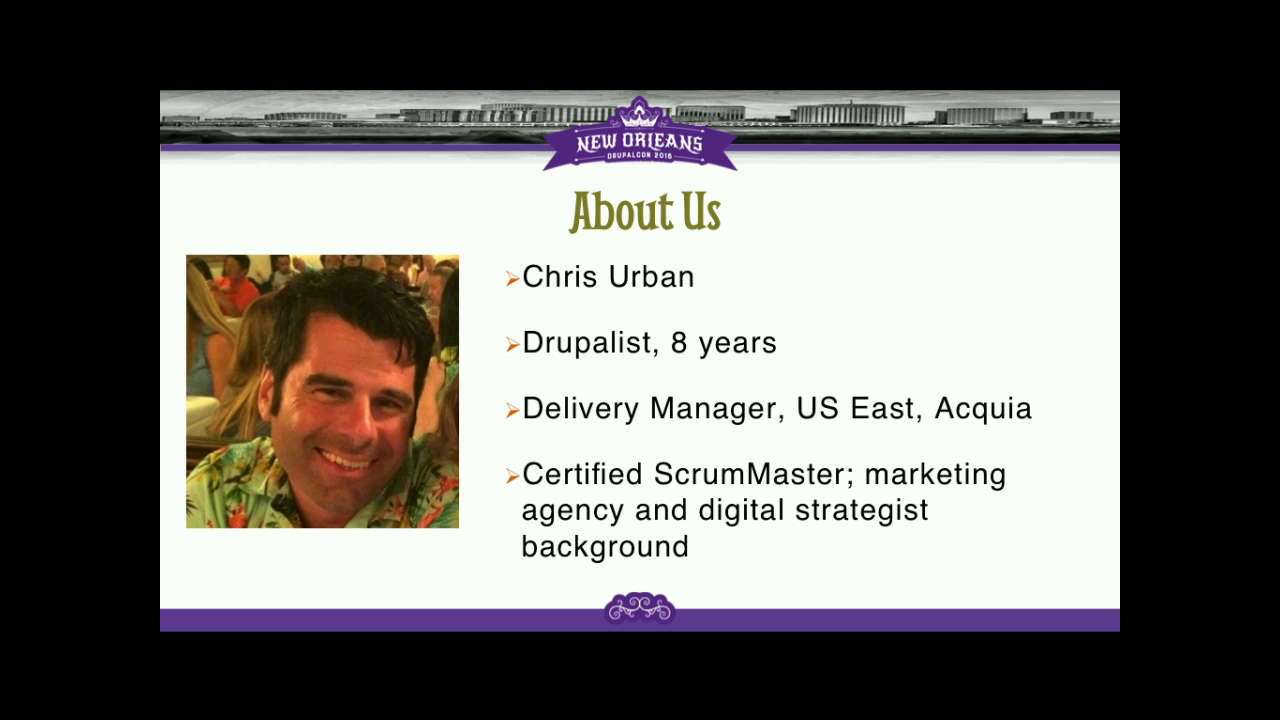 NEW ORLEANS
DRUPALCON 2016
About Us
➢Chris Urban
➢Drupalist, 8 years
➢Delivery Manager, US East, Acquia
➢Certified ScrumMaster; marketing
agency and digital strategist
background